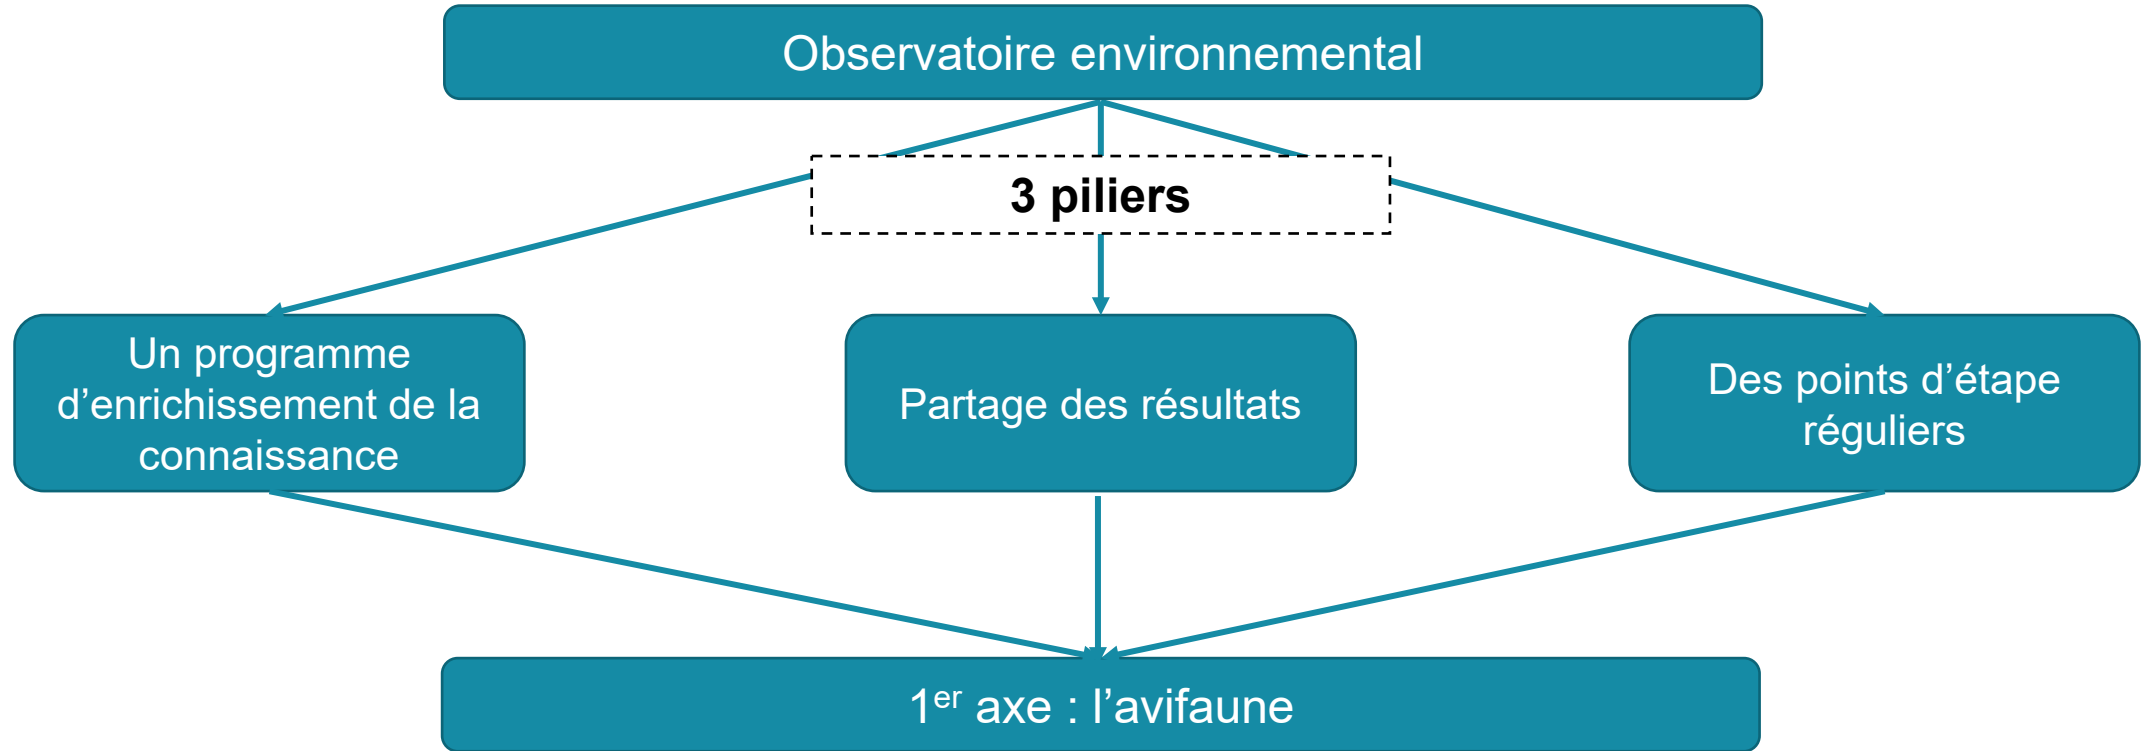 Observatoire environnemental
3 piliers
Un programme
d’enrichissement de la
connaissance
Partage des résultats
Des points d’étape
réguliers
1er axe : l’avifaune